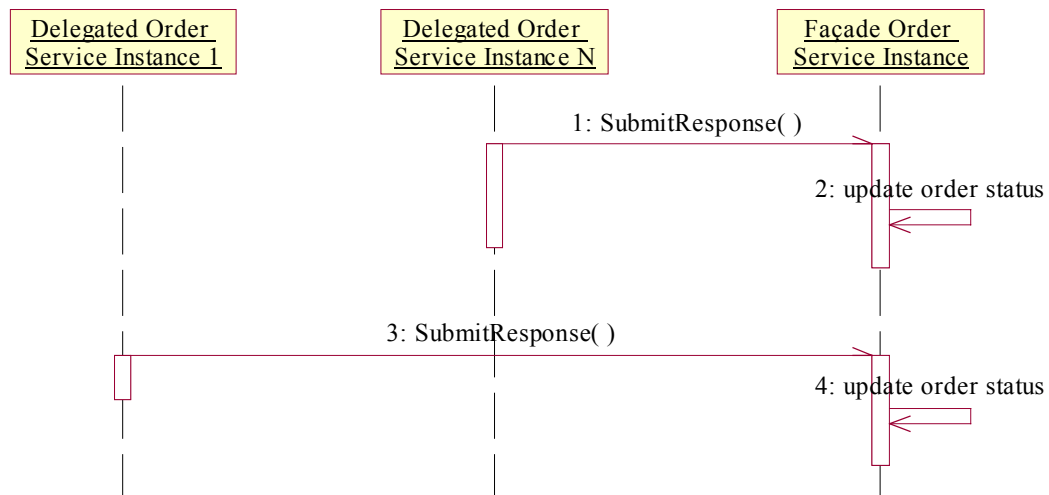 Delegated Order
Service Instance 1
Delegated Order
Service Instance N
Façade Order
Service Instance
1: SubmitResponse( )
2: update order status
3: SubmitResponse( )
4: update order status